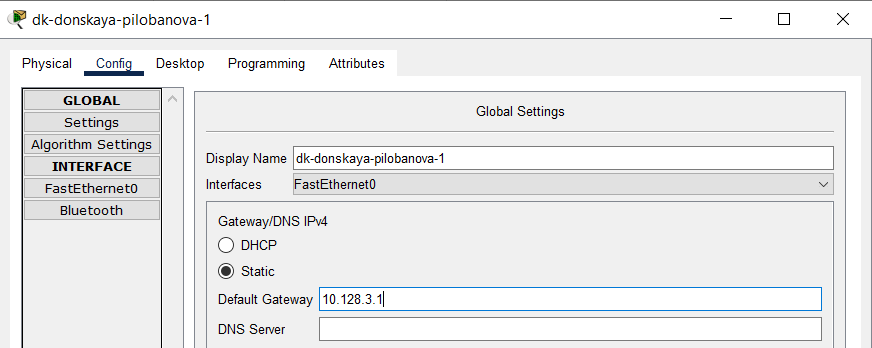 dk-donskaya-pilobanova-1
Physical Config Desktop Programming Attributes
GLOBAL
Settings
Algorithm Settings
INTERFACE
FastEthernet0
Bluetooth
Global Settings
Display Name dk-donskaya-pilobanova-1
Interfaces FastEthernet0
Gateway/DNS IPv4
DHCP
Static
Default Gateway 10.128.3.1
DNS Server